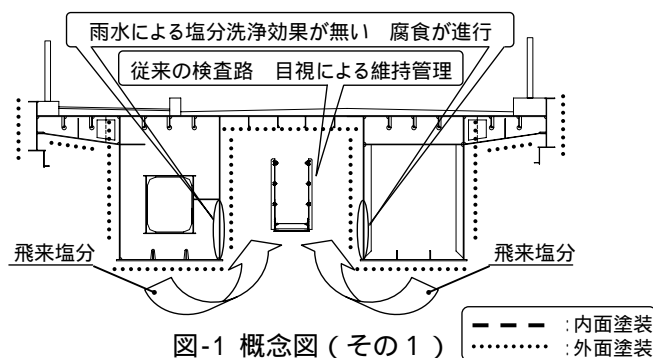 雨水による塩分洗浄効果が無い　腐食が進行
従来の検査路　目視による維持管理
飛来塩分
飛来塩分
図-1 概念図（その１）
:内面塗装
:外面塗装